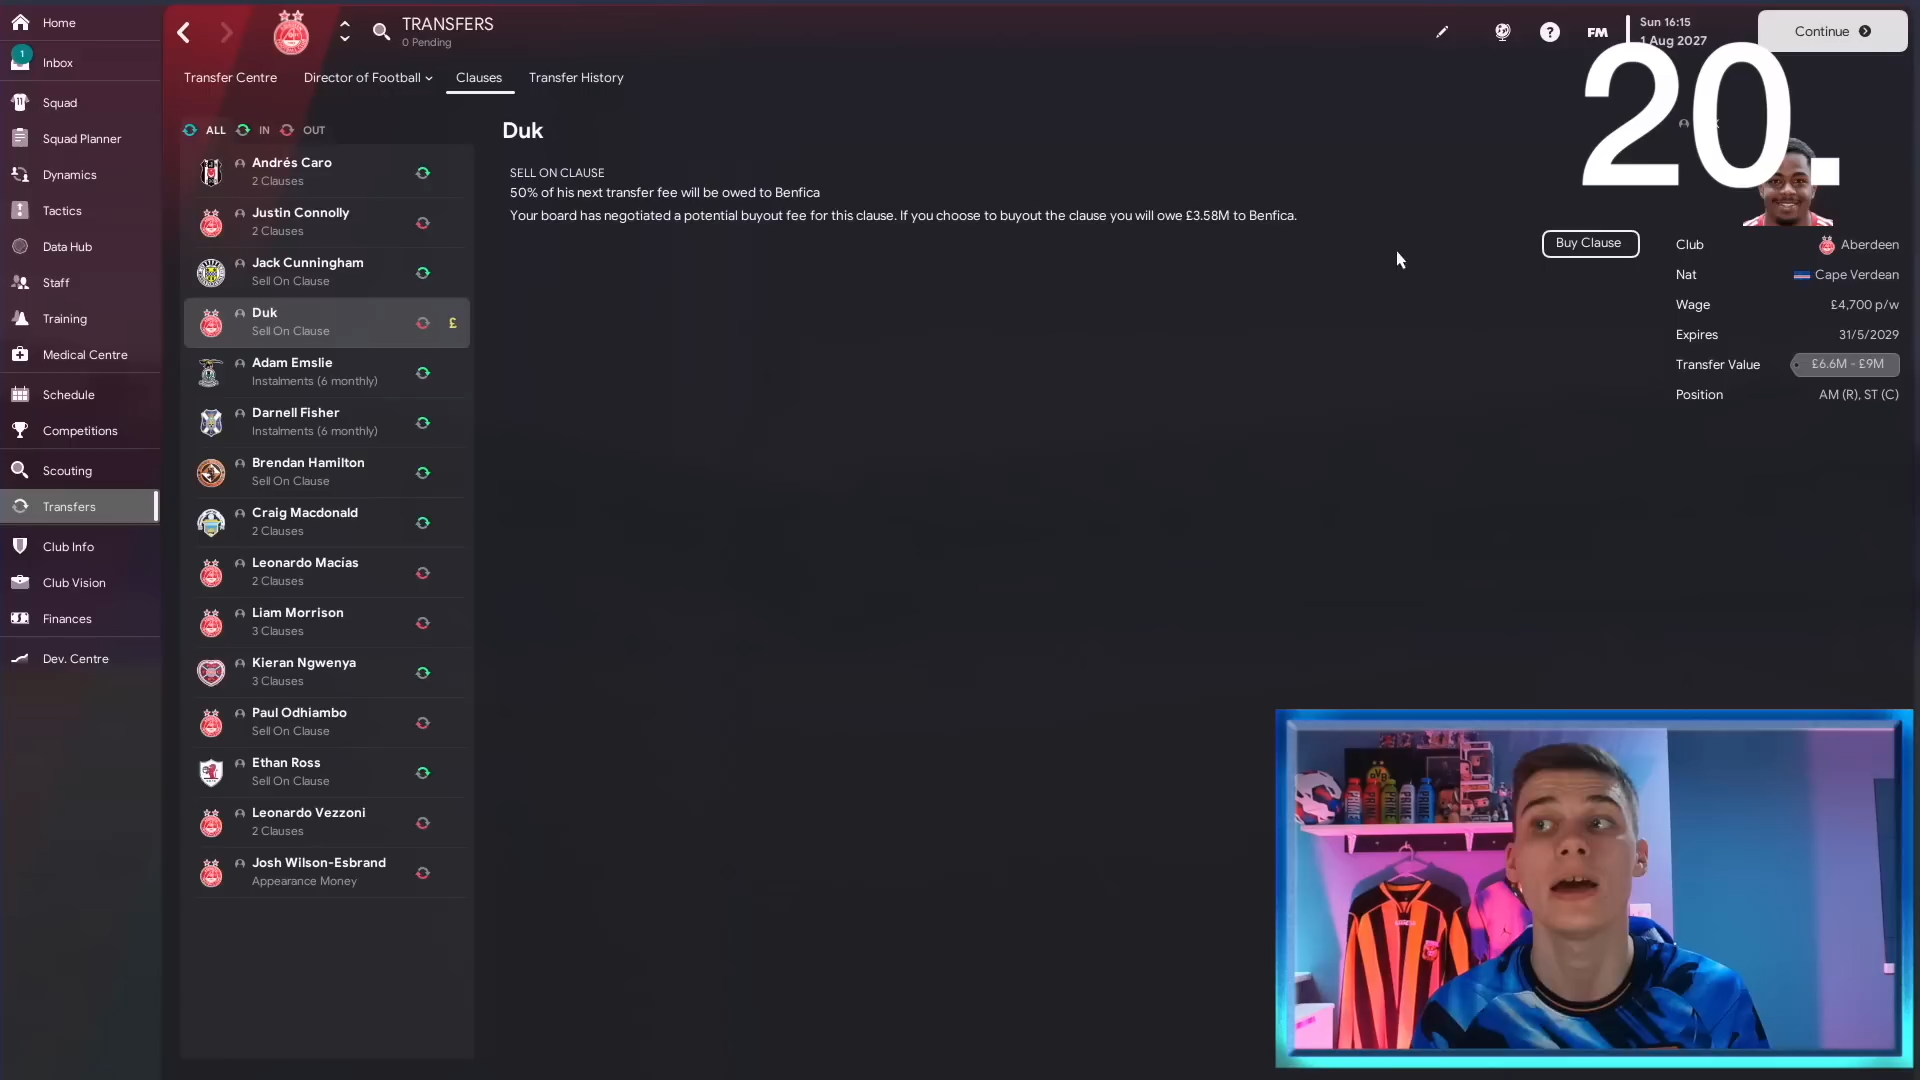 Home
Inbox
1
Squad
Squad Planner
Dynamics
Tactics
Data Hub
Staff
Training
Medical Centre
Schedule
Competitions
Scouting
Transfers
Club Info
Club Vision
Finances
Dev. Centre
TRANSFERS
0 Pending
Transfer Centre
Director of Football
Clauses
Transfer History
FM
Sun 16:15
1 Aug 2027
Continue
20.
ALL IN OUT
Andrés Caro
2 Clauses
Justin Connolly
2 Clauses
Jack Cunningham
Sell On Clause
Duk
Sell On Clause
£
Adam Emslie
Instalments (6 monthly)
Darnell Fisher
Instalments (6 monthly)
Brendan Hamilton
Sell On Clause
Craig Macdonald
2 Clauses
Leonardo Macías
2 Clauses
Liam Morrison
3 Clauses
Kieran Ngwenya
3 Clauses
Paul Odhiambo
Sell On Clause
Ethan Ross
Sell On Clause
Leonardo Vezzoni
2 Clauses
Josh Wilson-Esbrand
Appearance Money
Duk
SELL ON CLAUSE
50% of his next transfer fee will be owed to Benfica
Your board has negotiated a potential buyout fee for this clause. If you choose to buyout the clause you will owe £3.58M to Benfica.
Buy Clause
Club Aberdeen
Nat Cape Verdean
Wage £4,700 p/w
Expires 31/5/2029
Transfer Value £6.6M - £9M
Position AM (R), ST (C)
PRIME
PRIME
PRIME
PRIME
PRIME